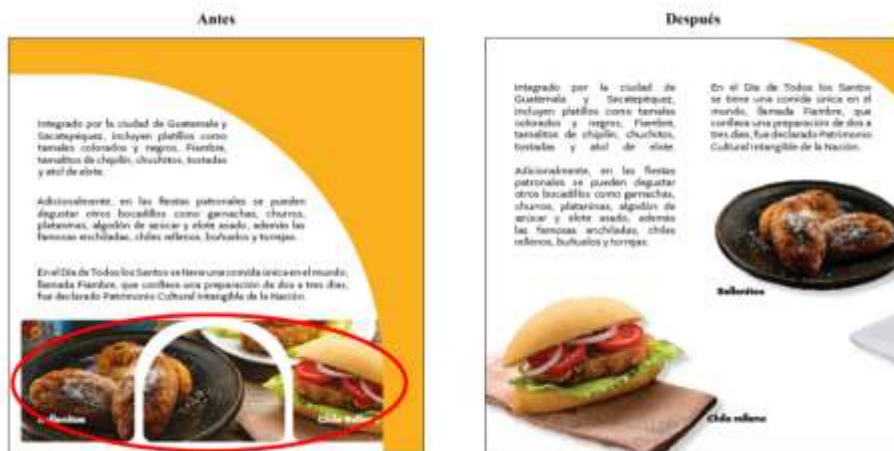 Antes
Integrado por la ciudad de Guatemala y
Sacatepéquez, incluyen platillos como
tamales colorados y negros, Fiambre,
tamalitos de chipilín, chuchitos, tostadas
y atol de elote.
Adicionalmente, en las fiestas patronales se pueden
degustar otros bocadillos como garnachas, churros,
plataninas, algodón de azúcar y elote asado, además las
famosas enchiladas, chiles rellenos, buñuelos y torrejas.
En el Día de Todos los Santos se tiene una comida única en el mundo,
llamada Fiambre, que conlleva una preparación de dos a tres días,
fue declarado Patrimonio Cultural Intangible de la Nación.
Rellenitos
Chile relleno
Después
Integrado por la ciudad de
Guatemala y Sacatepéquez,
incluyen platillos como tamales
colorados y negros, Fiambre,
tamalitos de chipilín, chuchitos,
tostadas y atol de elote.
Adicionalmente, en las fiestas
patronales se pueden degustar
otros bocadillos como garnachas,
churros, plataninas, algodón de
azúcar y elote asado, además
las famosas enchiladas, chiles
rellenos, buñuelos y torrejas.
En el Día de Todos los Santos
se tiene una comida única en el
mundo, llamada Fiambre, que
conlleva una preparación de dos a
tres días, fue declarado Patrimonio
Cultural Intangible de la Nación.
Rellenitos
Chile relleno